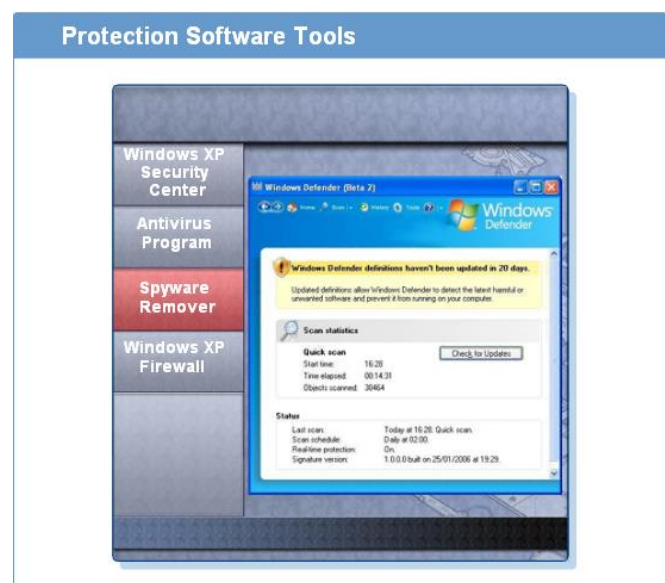 Protection Software Tools
Windows XP
Security
Center
Antivirus
Program
Spyware
Remover
Windows XP
Firewall
Windows Defender (Beta 2)
Home Scan History Tools
Windows
Defender
Windows Defender definitions haven't been updated in 20 days.
Updated definitions allow Windows Defender to detect the latest harmful or
unwanted software and prevent it from running on your computer.
Scan statistics
Quick scan
Check for Updates
Start time: 16:28
Time elapsed: 00:14:31
Objects scanned: 30464
Status
Last scan: Today at 16:28. Quick scan.
Scan schedule: Daily at 02:00.
Real-time protection: On.
Signature version: 1.0.0.0 built on 25/01/2006 at 19:29.